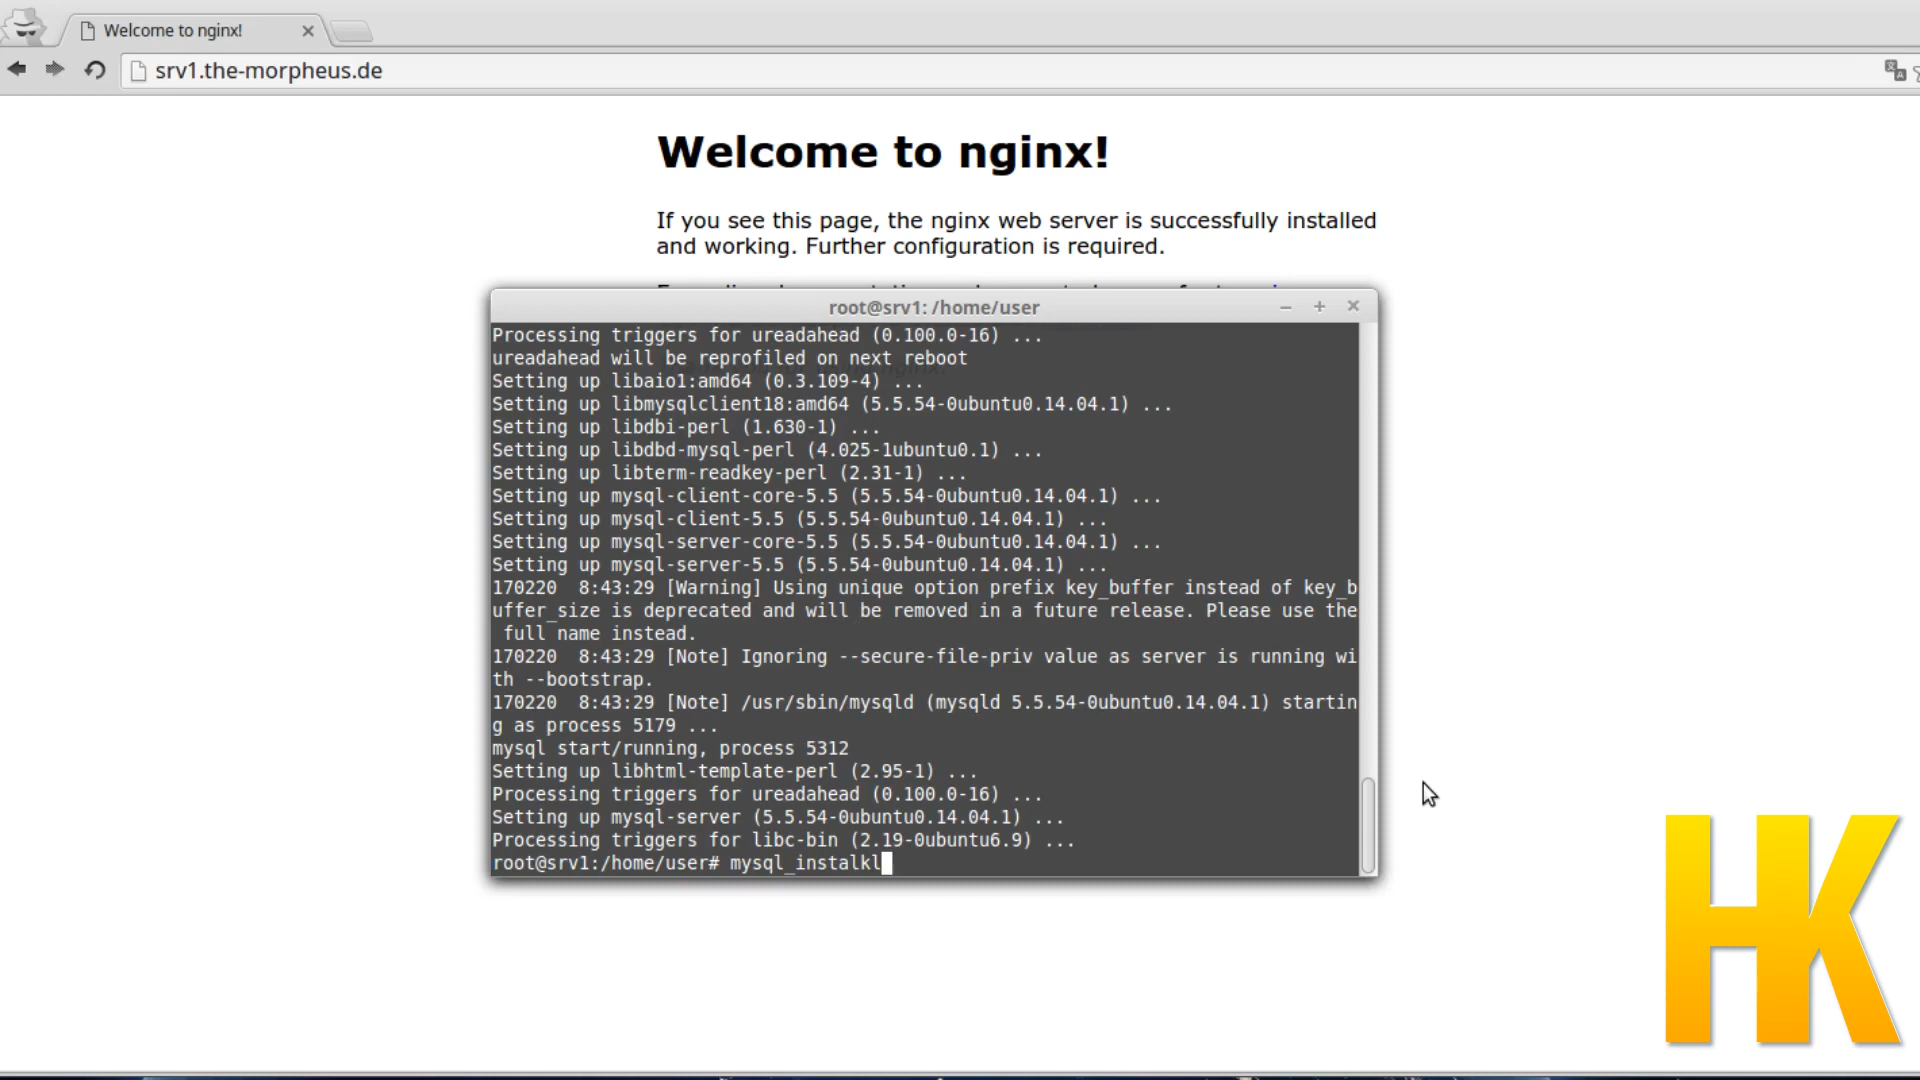 Welcome to nginx!
srv1.the-morpheus.de
Welcome to nginx!
If you see this page, the nginx web server is successfully installed
and working. Further configuration is required.
root@srv1: /home/user
Processing triggers for ureadahead (0.100.0-16) ...
ureadahead will be reprofiled on next reboot
Setting up libaio1:amd64 (0.3.109-4) ...
Setting up libmysqlclient18:amd64 (5.5.54-0ubuntu0.14.04.1) ...
Setting up libdbi-perl (1.630-1) ...
Setting up libdbd-mysql-perl (4.025-1ubuntu0.1) ...
Setting up libterm-readkey-perl (2.31-1) ...
Setting up mysql-client-core-5.5 (5.5.54-0ubuntu0.14.04.1) ...
Setting up mysql-client-5.5 (5.5.54-0ubuntu0.14.04.1) ...
Setting up mysql-server-core-5.5 (5.5.54-0ubuntu0.14.04.1) ...
Setting up mysql-server-5.5 (5.5.54-0ubuntu0.14.04.1) ...
170220  8:43:29 [Warning] Using unique option prefix key_buffer instead of key_b
uffer_size is deprecated and will be removed in a future release. Please use the
 full name instead.
170220  8:43:29 [Note] Ignoring --secure-file-priv value as server is running wi
th --bootstrap.
170220  8:43:29 [Note] /usr/sbin/mysqld (mysqld 5.5.54-0ubuntu0.14.04.1) startin
g as process 5179 ...
mysql start/running, process 5312
Setting up libhtml-template-perl (2.95-1) ...
Processing triggers for ureadahead (0.100.0-16) ...
Setting up mysql-server (5.5.54-0ubuntu0.14.04.1) ...
Processing triggers for libc-bin (2.19-0ubuntu6.9) ...
root@srv1:/home/user# mysql_instalkl
HK